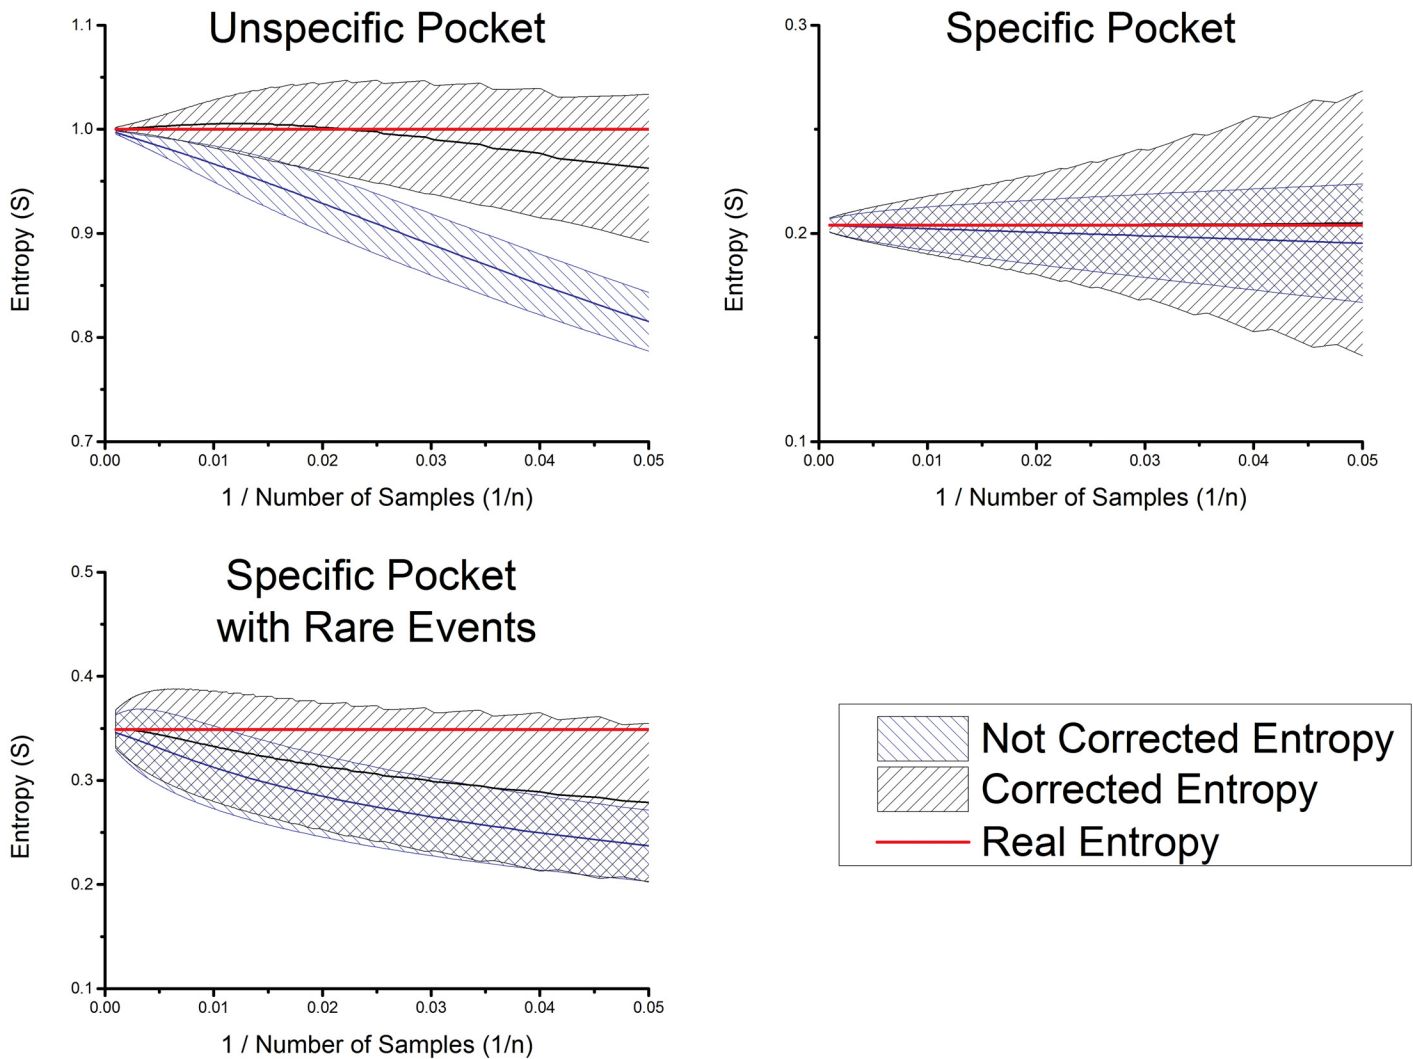 Unspecific Pocket
1.1
1.0
0.9
0.8
0.7
Entropy (S)
0.00 0.01 0.02 0.03 0.04 0.05
1 / Number of Samples (1/n)
Specific Pocket
0.3
0.2
0.1
Entropy (S)
0.00 0.01 0.02 0.03 0.04 0.05
1 / Number of Samples (1/n)
Specific Pocket
with Rare Events
0.5
0.4
0.3
0.2
0.1
Entropy (S)
0.00 0.01 0.02 0.03 0.04 0.05
1 / Number of Samples (1/n)
Not Corrected Entropy
Corrected Entropy
Real Entropy